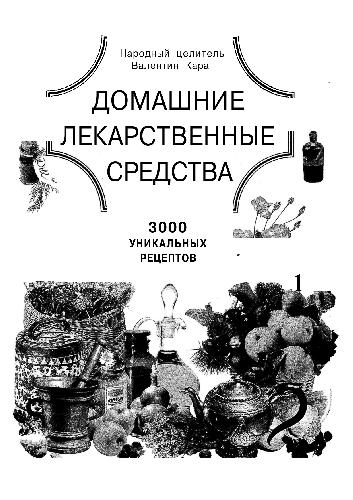 Народный целитель
Валентин Кара
ДОМАШНИЕ
ЛЕКАРСТВЕННЫЕ
СРЕДСТВА
3000
УНИКАЛЬНЫХ
РЕЦЕПТОВ
1